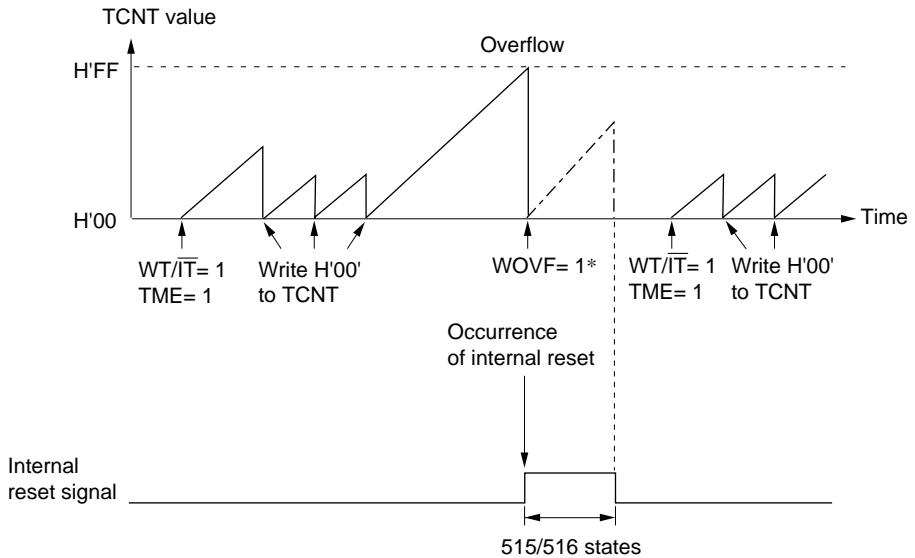 TCNT value
Overflow
H'FF
H'00
Time
WT/IT= 1
TME= 1
Write H'00'
to TCNT
WOVF= 1*
WT/IT= 1
TME= 1
Write H'00'
to TCNT
Occurrence
of internal reset
Internal
reset signal
515/516 states